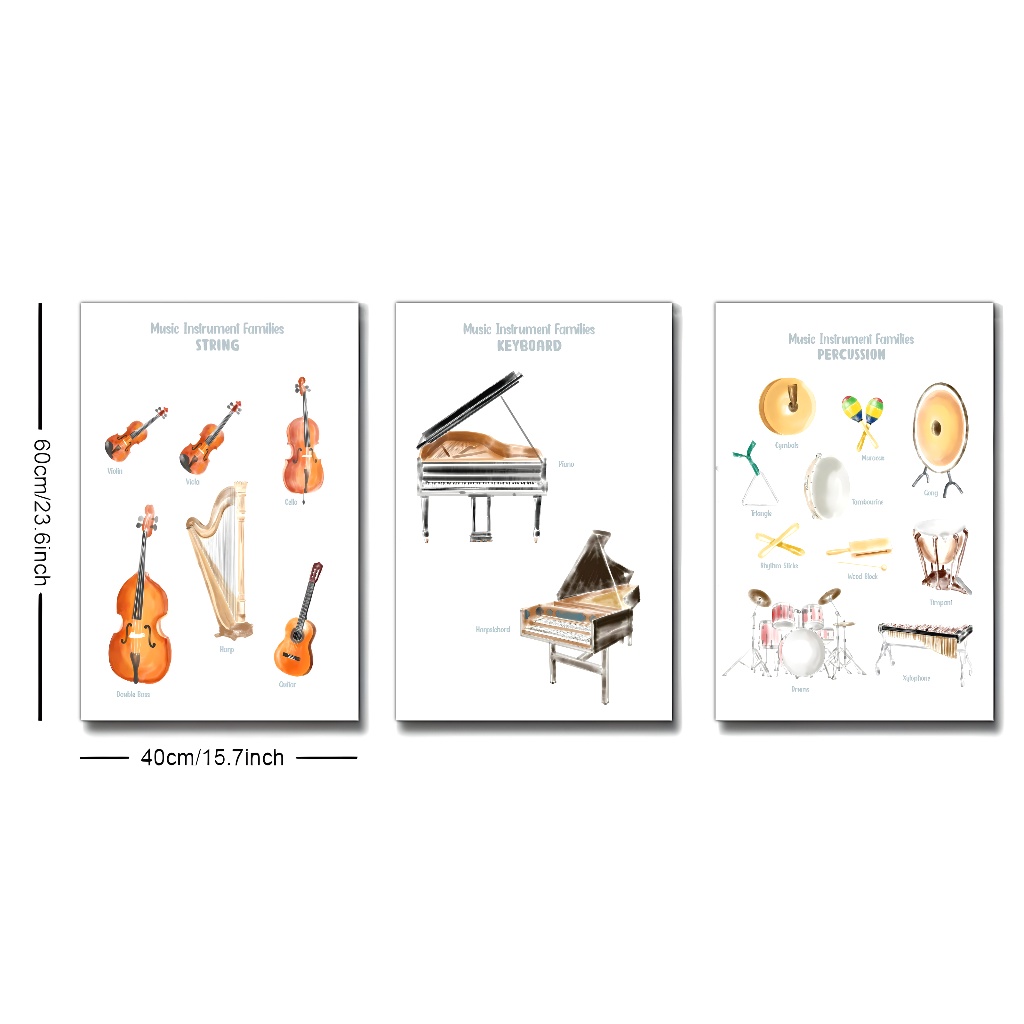 Music Instrument Families
STRING
Violin
Viola
Cello
Double Bass
Harp
Guitar
Music Instrument Families
KEYBOARD
Piano
Harpsichord
Music Instrument Families
PERCUSSION
Cymbals
Maracas
Gong
Triangle
Tambourine
Rhythm Sticks
Wood Block
Timpani
Drums
Xylophone
60cm/23.6inch
40cm/15.7inch